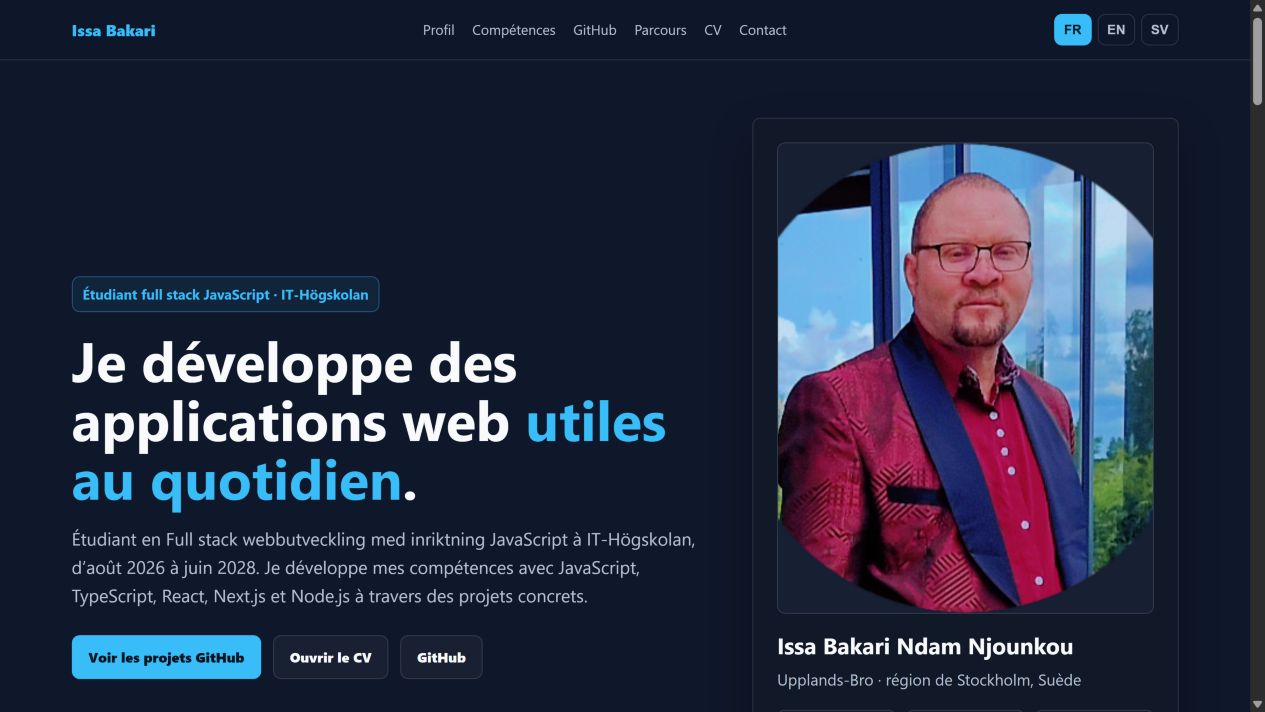 Issa Bakari
Profil
Compétences
GitHub
Parcours
CV
Contact
FR
EN
SV
Étudiant full stack JavaScript · IT-Högskolan
Je développe des
applications web utiles
au quotidien.
Étudiant en Full stack webbutveckling med inriktning JavaScript à IT-Högskolan,
d’août 2026 à juin 2028. Je développe mes compétences avec JavaScript,
TypeScript, React, Next.js et Node.js à travers des projets concrets.
Voir les projets GitHub
Ouvrir le CV
GitHub
Issa Bakari Ndam Njounkou
Upplands-Bro · région de Stockholm, Suède